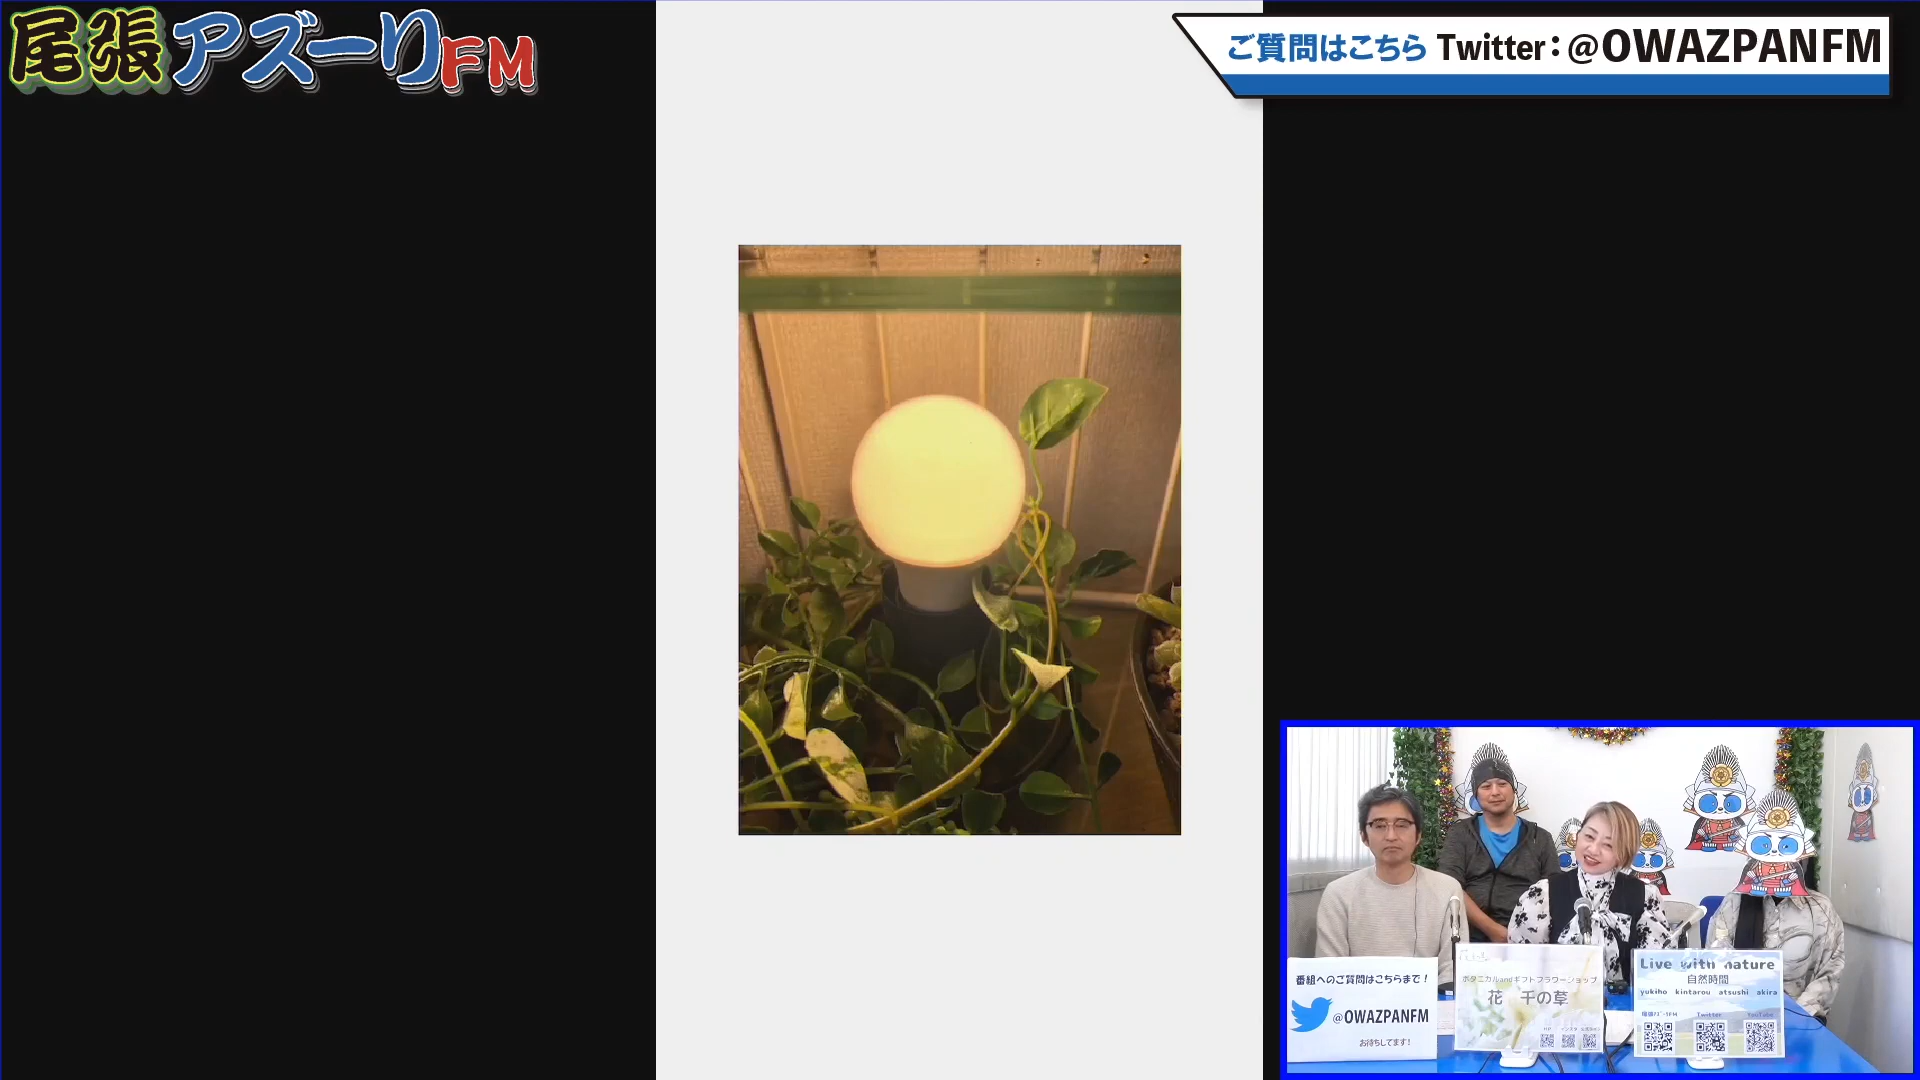 尾張アズーりFM
ご質問はこちら Twitter：@OWAZPANFM
番組へのご質問はこちらまで！
@OWAZPANFM
お待ちしてます！
ボタニカルandギフトフラワーショップ
花 千の草
Live with nature
自然時間
yukiho kintarou atsushi akira
Twitter
YouTube